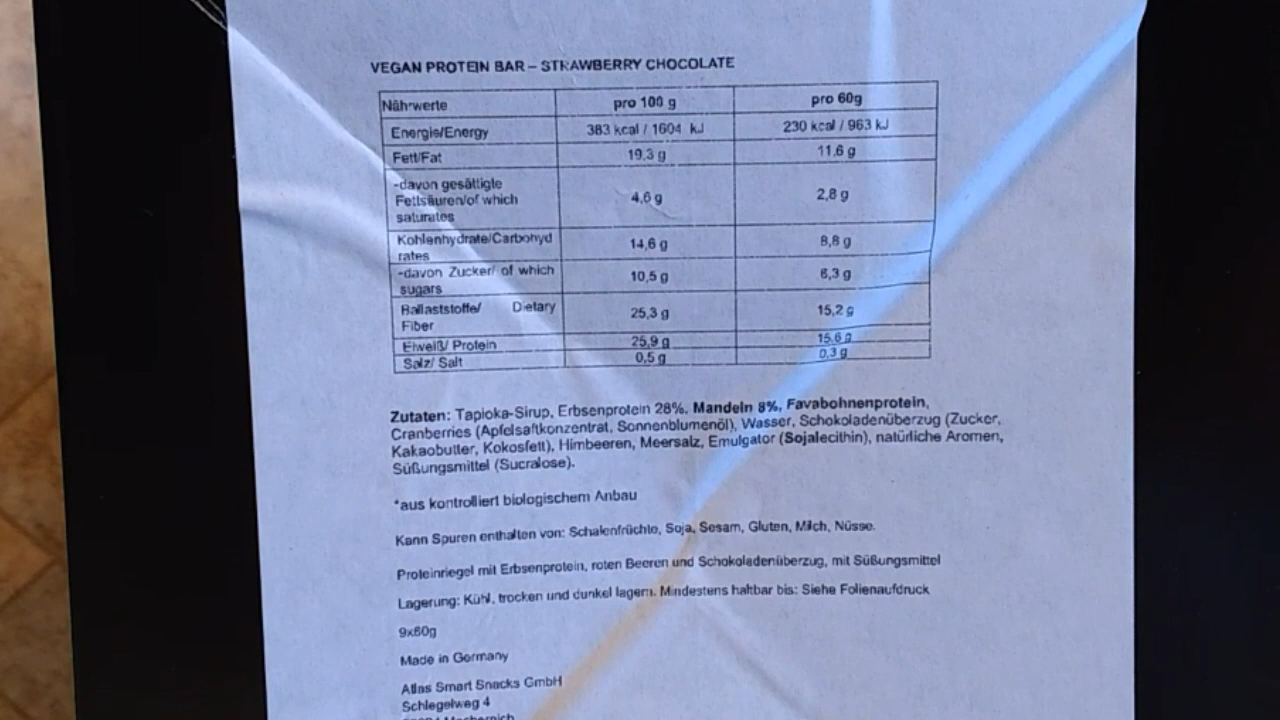 VEGAN PROTEIN BAR – STRAWBERRY CHOCOLATE
Nährwerte pro 100 g pro 60g
Energie/Energy 383 kcal / 1604 kJ 230 kcal / 963 kJ
Fett/Fat 19,3 g 11,6 g
-davon gesättigte
Fettsäuren/of which 4,6 g 2,8 g
saturates
Kohlenhydrate/Carbohyd 14,6 g 8,8 g
rates
-davon Zucker/ of which 10,5 g 6,3 g
sugars
Ballaststoffe/ Dietary 25,3 g 15,2 g
Fiber
Eiweiß/ Protein 25,9 g 15,6 g
Salz/ Salt 0,5 g 0,3 g
Zutaten: Tapioka-Sirup, Erbsenprotein 28%, Mandeln 8%, Favabohnenprotein,
Cranberries (Apfelsaftkonzentrat, Sonnenblumenöl), Wasser, Schokoladenüberzug (Zucker,
Kakaobutter, Kokosfett), Himbeeren, Meersalz, Emulgator (Sojalecithin), natürliche Aromen,
Süßungsmittel (Sucralose).
*aus kontrolliert biologischem Anbau
Kann Spuren enthalten von: Schalenfrüchte, Soja, Sesam, Gluten, Milch, Nüsse.
Proteinriegel mit Erbsenprotein, roten Beeren und Schokoladenüberzug, mit Süßungsmittel
Lagerung: Kühl, trocken und dunkel lagern. Mindestens haltbar bis: Siehe Folienaufdruck
9x60g
Made in Germany
Atlas Smart Snacks GmbH
Schlegelweg 4